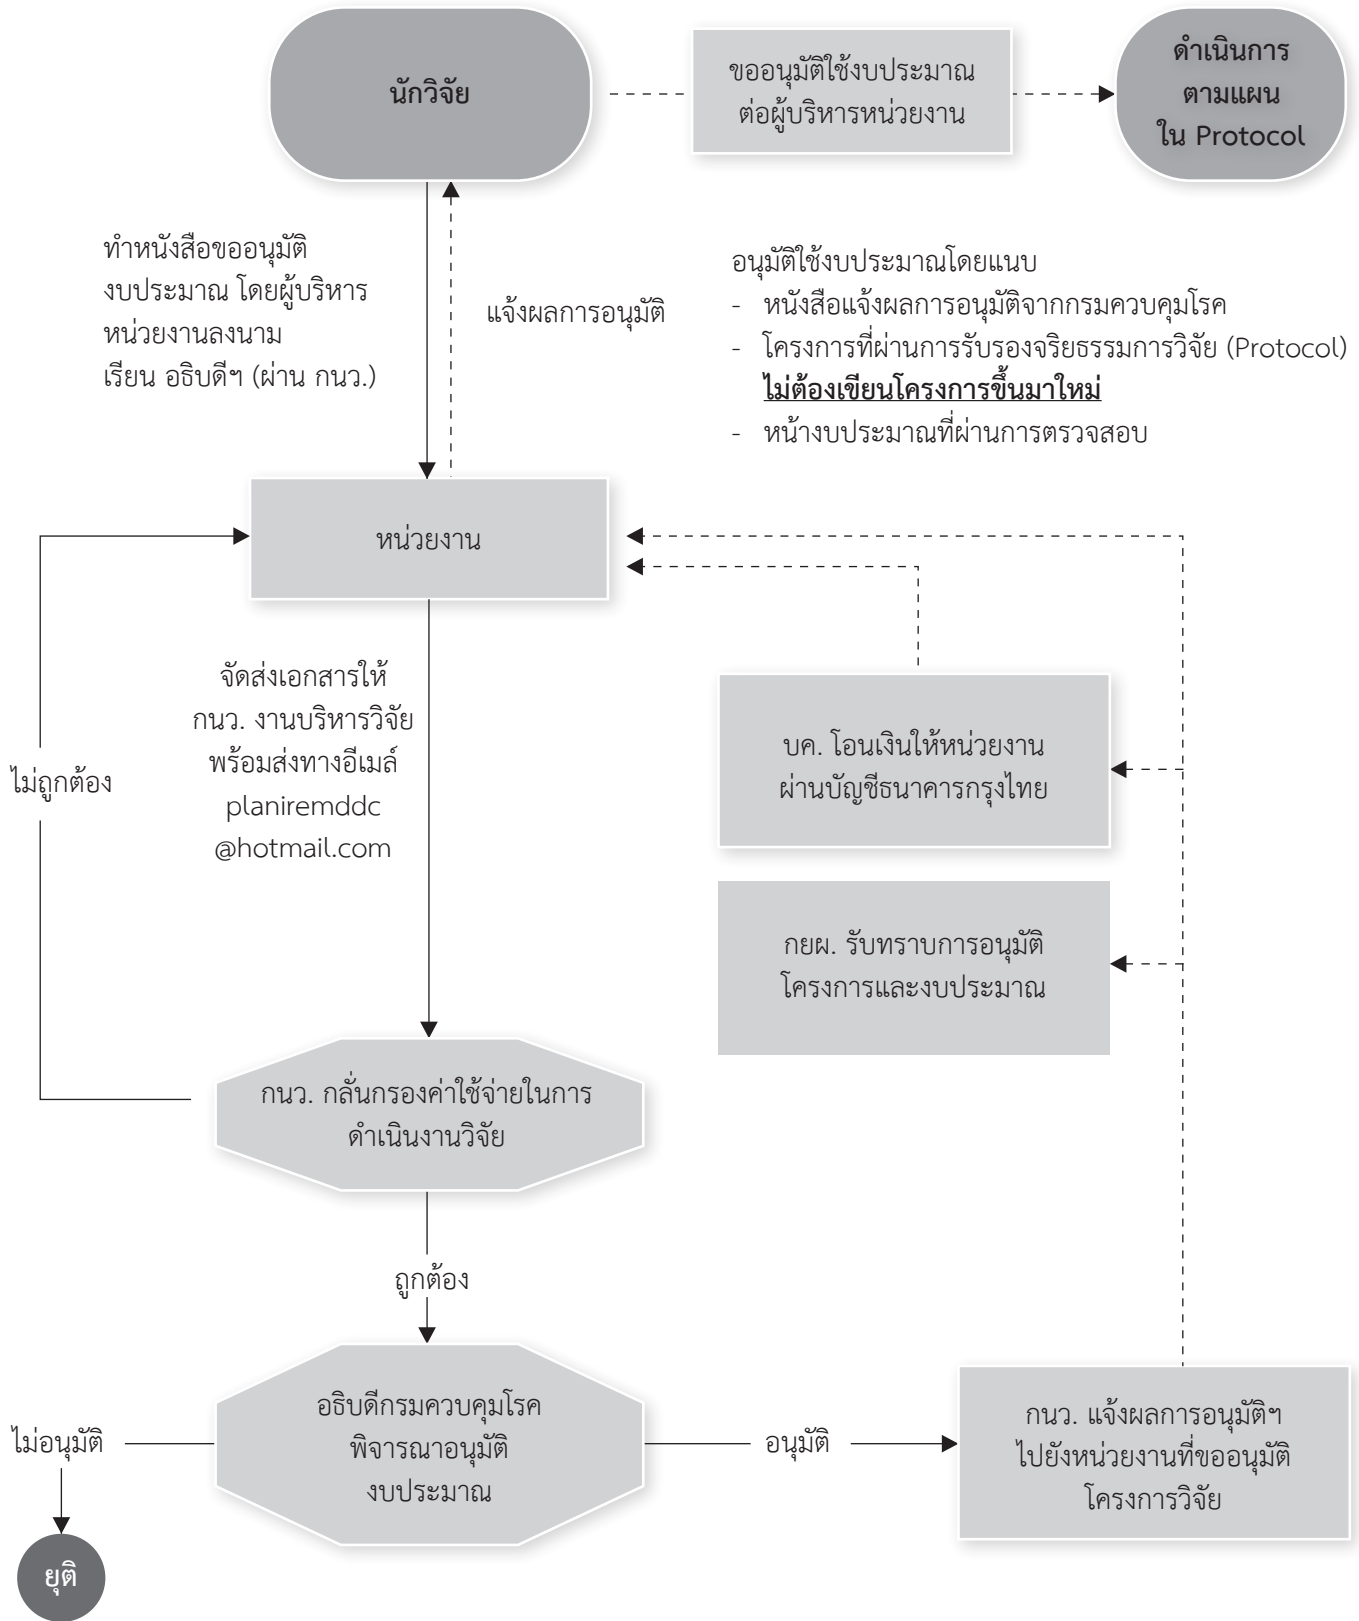 นักวิจัย
ขออนุมัติใช้งบประมาณ
ต่อผู้บริหารหน่วยงาน
ดำเนินการ
ตามแผน
ใน Protocol
ทำหนังสือขออนุมัติ
งบประมาณ โดยผู้บริหาร
หน่วยงานลงนาม
เรียน อธิบดีฯ (ผ่าน กนว.)
แจ้งผลการอนุมัติ
อนุมัติใช้งบประมาณโดยแนบ
- หนังสือแจ้งผลการอนุมัติจากกรมควบคุมโรค
- โครงการที่ผ่านการรับรองจริยธรรมการวิจัย (Protocol)
ไม่ต้องเขียนโครงการขึ้นมาใหม่
- หน้างบประมาณที่ผ่านการตรวจสอบ
หน่วยงาน
จัดส่งเอกสารให้
กนว. งานบริหารวิจัย
พร้อมส่งทางอีเมล์
planiremddc
@hotmail.com
ไม่ถูกต้อง
บค. โอนเงินให้หน่วยงาน
ผ่านบัญชีธนาคารกรุงไทย
กยผ. รับทราบการอนุมัติ
โครงการและงบประมาณ
กนว. กลั่นกรองค่าใช้จ่ายในการ
ดำเนินงานวิจัย
ถูกต้อง
อธิบดีกรมควบคุมโรค
พิจารณาอนุมัติ
งบประมาณ
ไม่อนุมัติ
อนุมัติ
กนว. แจ้งผลการอนุมัติฯ
ไปยังหน่วยงานที่ขออนุมัติ
โครงการวิจัย
ยุติ